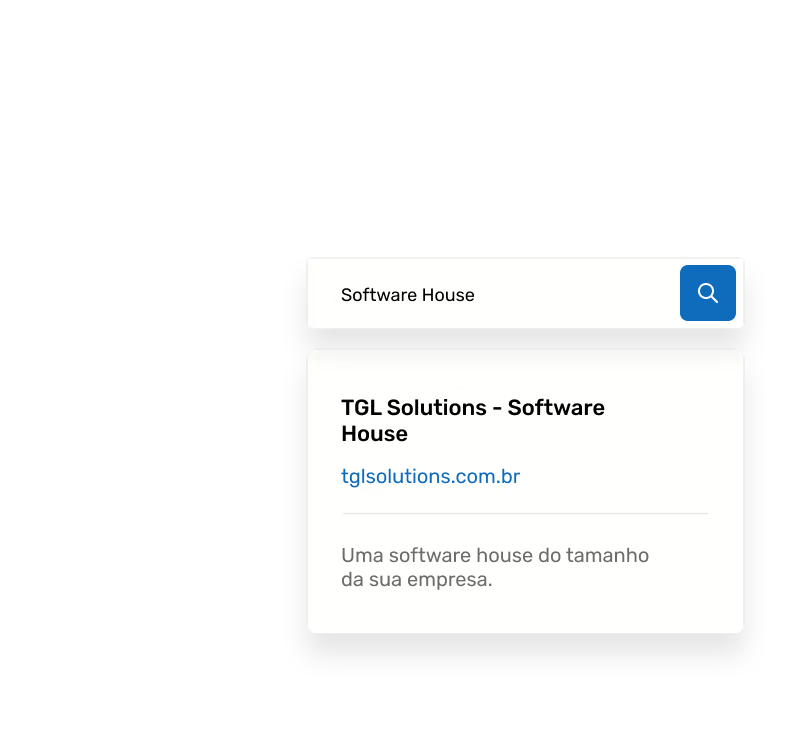 Software House
TGL Solutions - Software
House
tglsolutions.com.br
Uma software house do tamanho
da sua empresa.